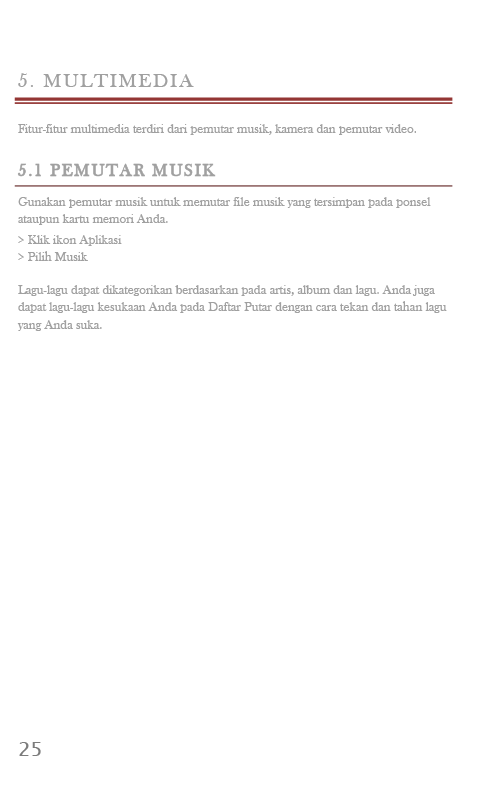 5. MULTIMEDIA
Fitur-fitur multimedia terdiri dari pemutar musik, kamera dan pemutar video.
5.1 PEMUTAR MUSIK
Gunakan pemutar musik untuk memutar file musik yang tersimpan pada ponsel
ataupun kartu memori Anda.
> Klik ikon Aplikasi
> Pilih Musik
Lagu-lagu dapat dikategorikan berdasarkan pada artis, album dan lagu. Anda juga
dapat lagu-lagu kesukaan Anda pada Daftar Putar dengan cara tekan dan tahan lagu
yang Anda suka.
25